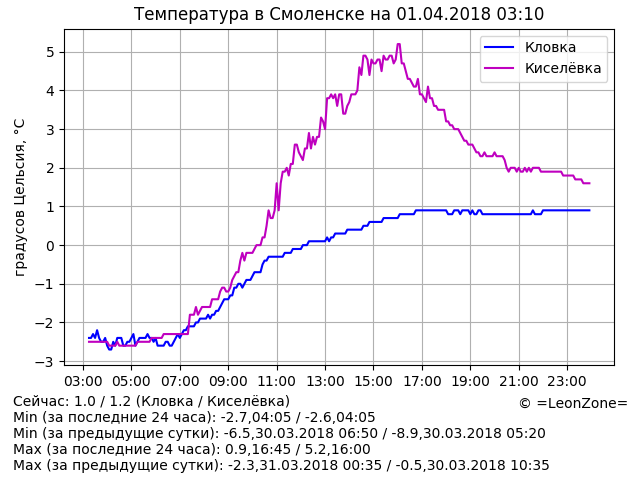 Температура в Смоленске на 01.04.2018 03:10
градусов Цельсия, °C
5
4
3
2
1
0
−1
−2
−3
Кловка
Киселёвка
03:00 05:00 07:00 09:00 11:00 13:00 15:00 17:00 19:00 21:00 23:00
Сейчас: 1.0 / 1.2 (Кловка / Киселёвка)
© =LeonZone=
Min (за последние 24 часа): -2.7,04:05 / -2.6,04:05
Min (за предыдущие сутки): -6.5,30.03.2018 06:50 / -8.9,30.03.2018 05:20
Max (за последние 24 часа): 0.9,16:45 / 5.2,16:00
Max (за предыдущие сутки): -2.3,31.03.2018 00:35 / -0.5,30.03.2018 10:35